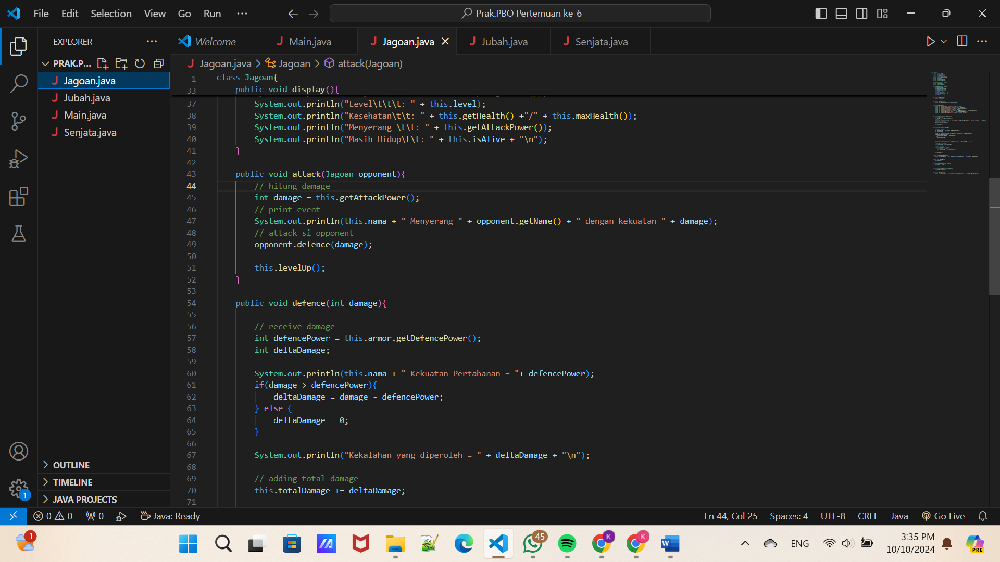 File Edit Selection View Go Run ··· Prak.PBO Pertemuan ke-6
EXPLORER ···
Welcome Main.java Jagoan.java Jubah.java Senjata.java
PRAK.P...
Jagoan.java
Jubah.java
Main.java
Senjata.java
OUTLINE
TIMELINE
JAVA PROJECTS
1
Jagoan.java > Jagoan > attack(Jagoan)
1 class Jagoan{
33 public void display(){
37 System.out.println("Level\t\t\t: " + this.level);
38 System.out.println("Kesehatan\t\t: " + this.getHealth() +"/" + this.maxHealth());
39 System.out.println("Menyerang \t\t: " + this.getAttackPower());
40 System.out.println("Masih Hidup\t\t: " + this.isAlive + "\n");
41 }
42
43 public void attack(Jagoan opponent){
44 // hitung damage
45 int damage = this.getAttackPower();
46 // print event
47 System.out.println(this.nama + " Menyerang " + opponent.getName() + " dengan kekuatan " + damage);
48 // attack si opponent
49 opponent.defence(damage);
50
51 this.levelUp();
52 }
53
54 public void defence(int damage){
55
56 // receive damage
57 int defencePower = this.armor.getDefencePower();
58 int deltaDamage;
59
60 System.out.println(this.nama + " Kekuatan Pertahanan = "+ defencePower);
61 if(damage > defencePower){
62 deltaDamage = damage - defencePower;
63 } else {
64 deltaDamage = 0;
65 }
66
67 System.out.println("Kekalahan yang diperoleh = " + deltaDamage + "\n");
68
69 // adding total damage
70 this.totalDamage += deltaDamage;
71
0 0 0 Java: Ready Ln 44, Col 25 Spaces: 4 UTF-8 CRLF Java Go Live
1 45 K K W ENG 3:35 PM PRE
10/10/2024